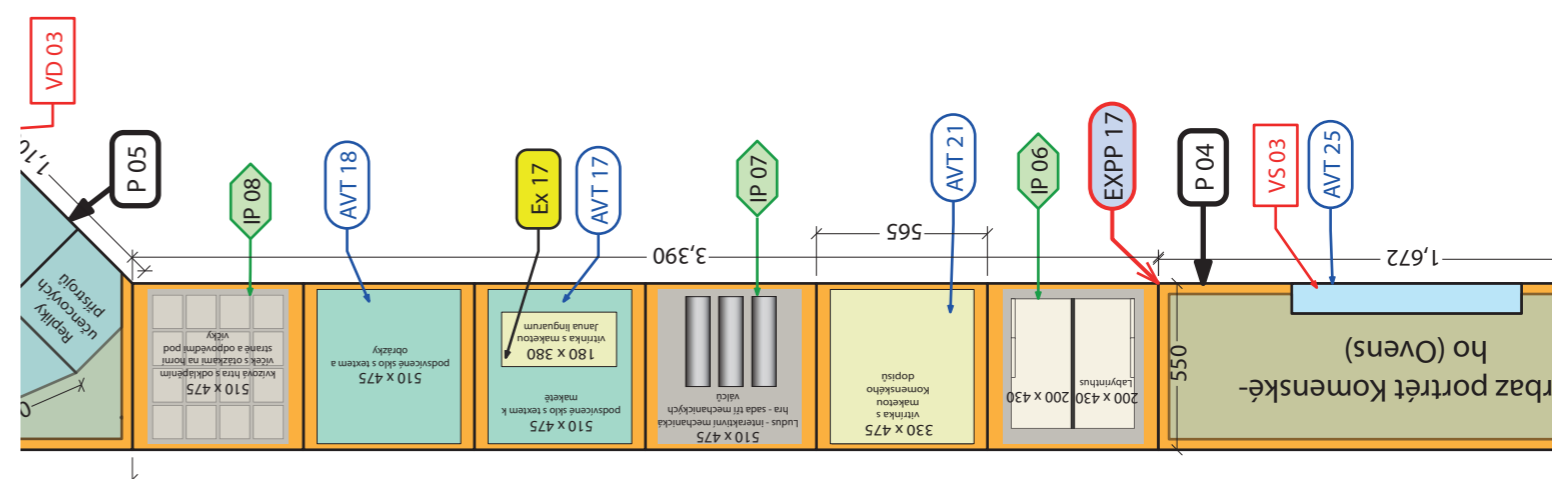 VD 03
1,10
P 05
IP 08
AVT 18
Ex 17
AVT 17
IP 07
AVT 21
IP 06
EXPP 17
P 04
VS 03
AVT 25
565
3,390
1,672
550
Repliky
učencových
přístrojů
510 x 475
kvízová htra s odklápěním
víček s otázkami na horní
straně a odpověďmi pod
víčky
510 x 475
podsvícené sklo s textem a
obrázky
180 x 380
vitrínka s maketou
Janua linguarum
510 x 475
podsvícené sklo s textem k
maketě
510 x 475
Ludus - interaktivní mechanická
hra - sada tří mechanických
válců
330 x 475
vitrínka s
maketou
Komenského
dopisů
200 x 430
Labyrinthus
200 x 430
portrét Komenské-
ho (Ovens)